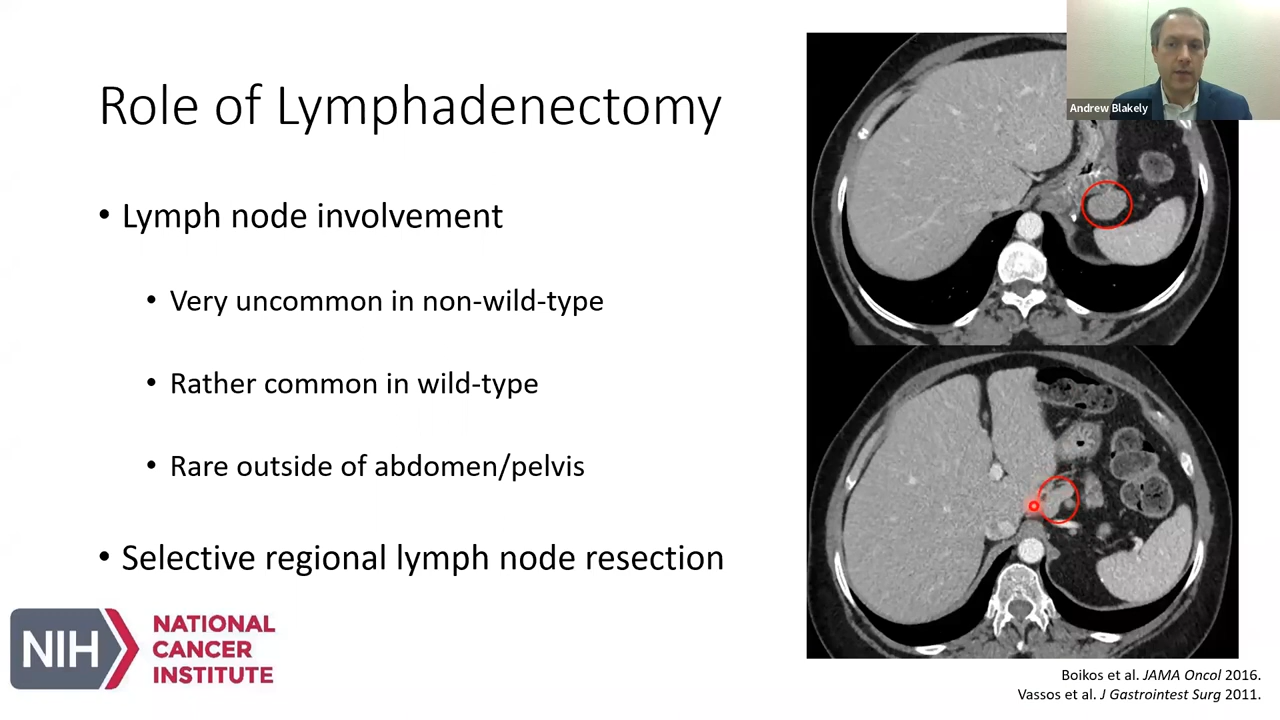 Role of Lymphadenectomy
Andrew Blakely
• Lymph node involvement
• Very uncommon in non-wild-type
• Rather common in wild-type
• Rare outside of abdomen/pelvis
• Selective regional lymph node resection
NIH
NATIONAL
CANCER
INSTITUTE
Boikos et al. JAMA Oncol 2016.
Vassos et al. J Gastrointest Surg 2011.